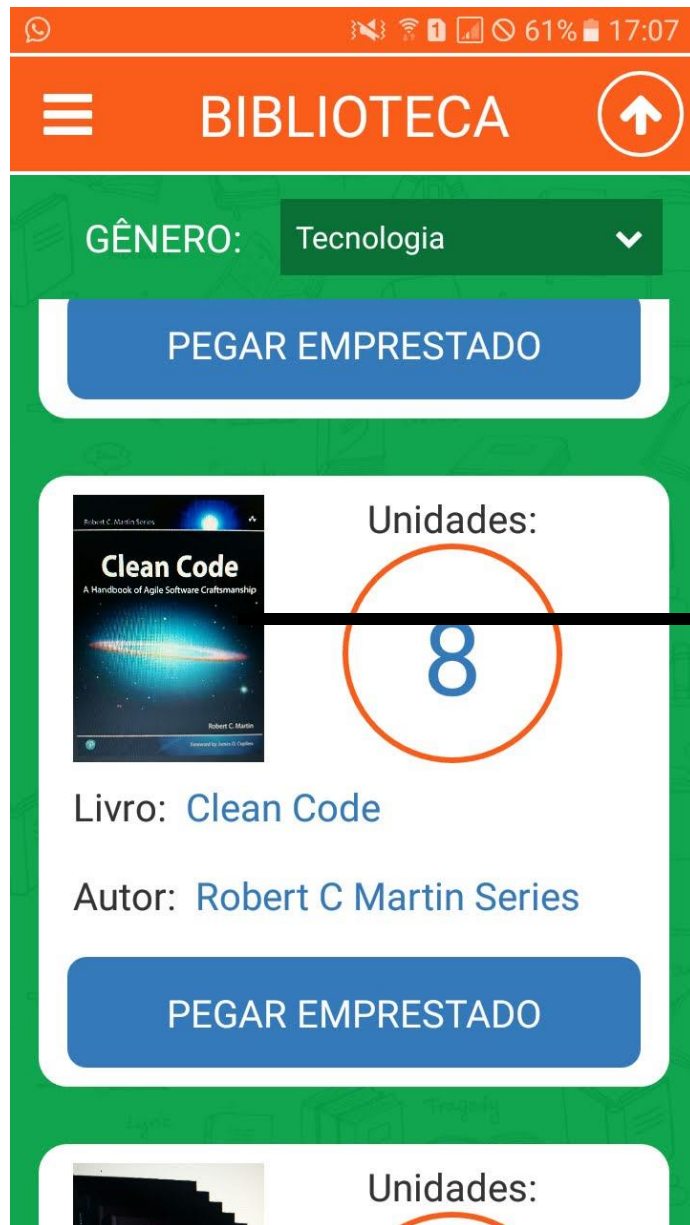 61% 17:07
BIBLIOTECA
GÊNERO: Tecnologia
PEGAR EMPRESTADO
Robert C. Martin Series
Clean Code
A Handbook of Agile Software Craftsmanship
Robert C. Martin
Unidades:
8
Livro: Clean Code
Autor: Robert C Martin Series
PEGAR EMPRESTADO
Tragedy
Unidades: